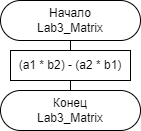 Начало
Lab3_Matrix
(a1 * b2) - (a2 * b1)
Конец
Lab3_Matrix